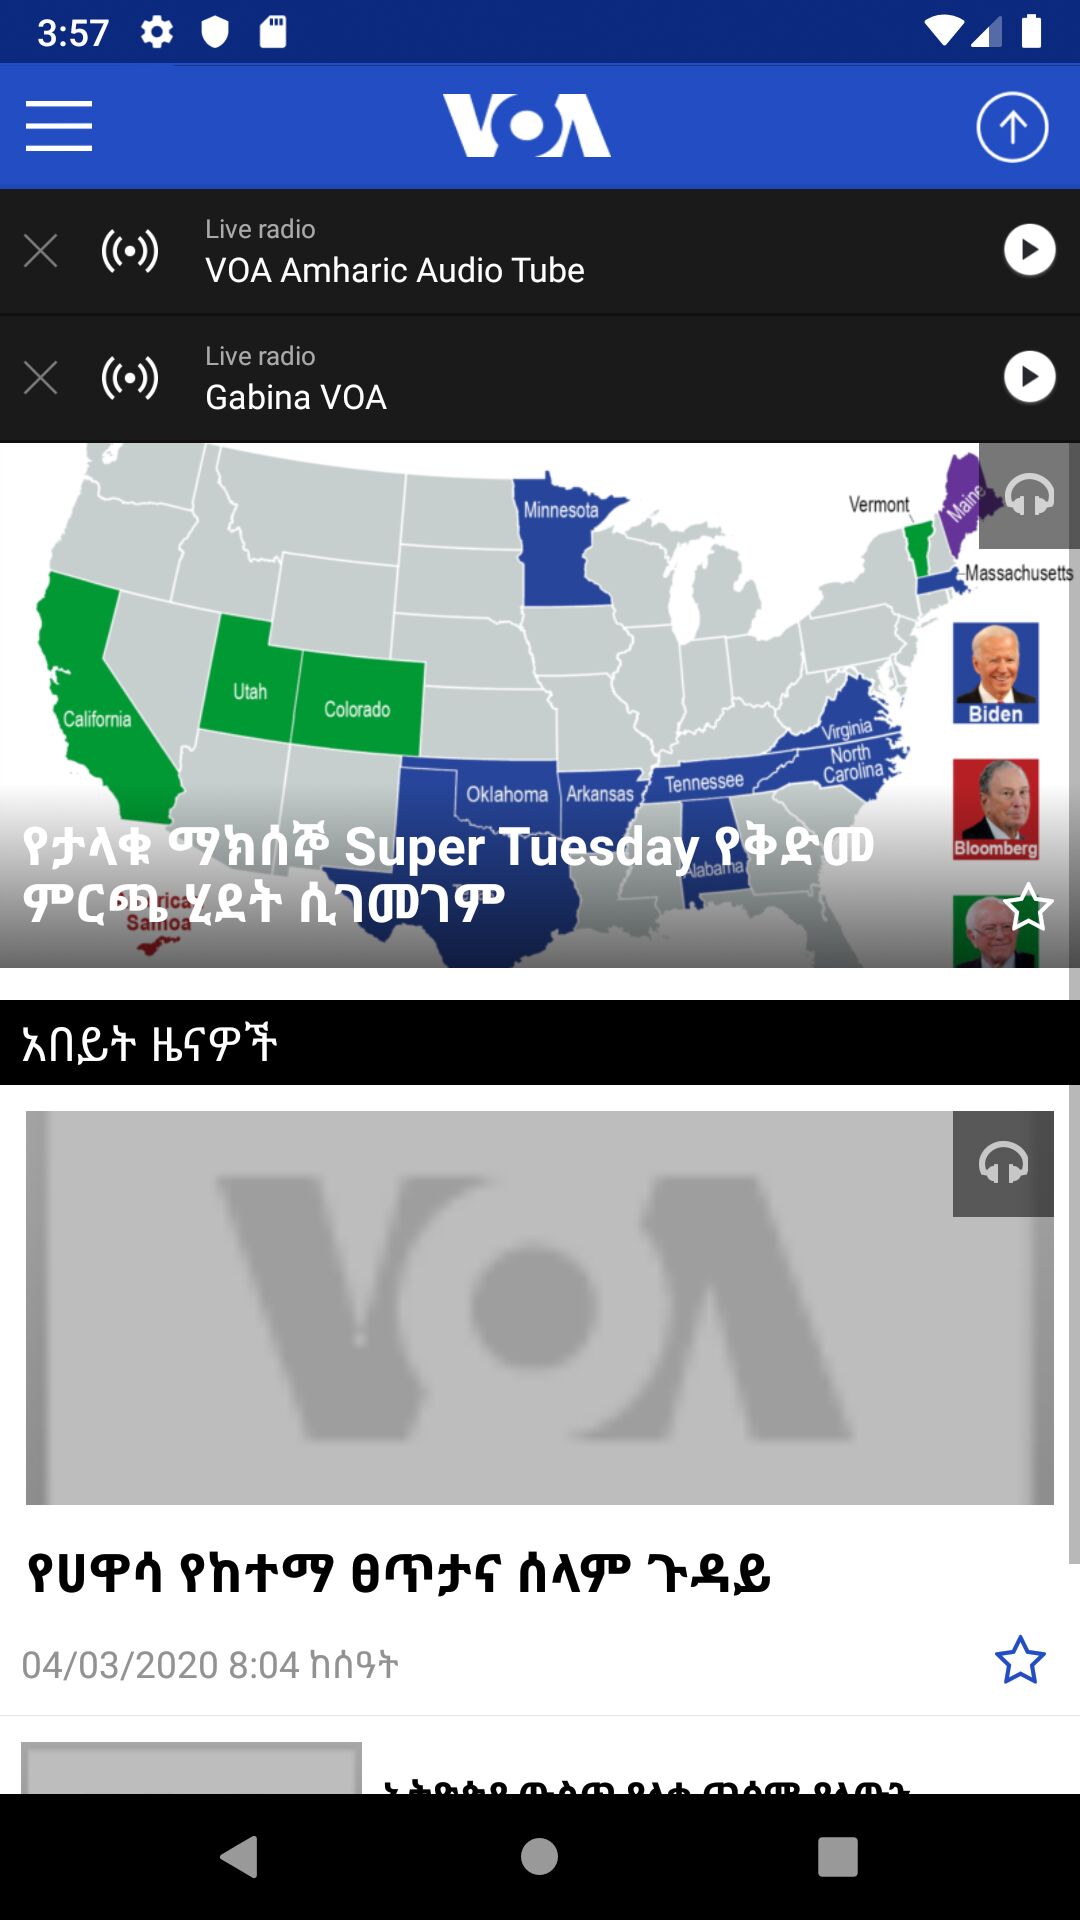 3:57
VOA
Live radio
VOA Amharic Audio Tube
Live radio
Gabina VOA
Minnesota
Vermont
Maine
Massachusetts
Utah
Colorado
California
Biden
Virginia
North
Carolina
Tennessee
Oklahoma
Arkansas
Bloomberg
Alabama
የታላቁ ማክሰኞ Super Tuesday የቅድመ
ምርጫ ሂደት ሲገመገም
Samoa
አበይት ዜናዎች
VOA
የሀዋሳ የከተማ ፀጥታና ሰላም ጉዳይ
04/03/2020 8:04 ከሰዓት